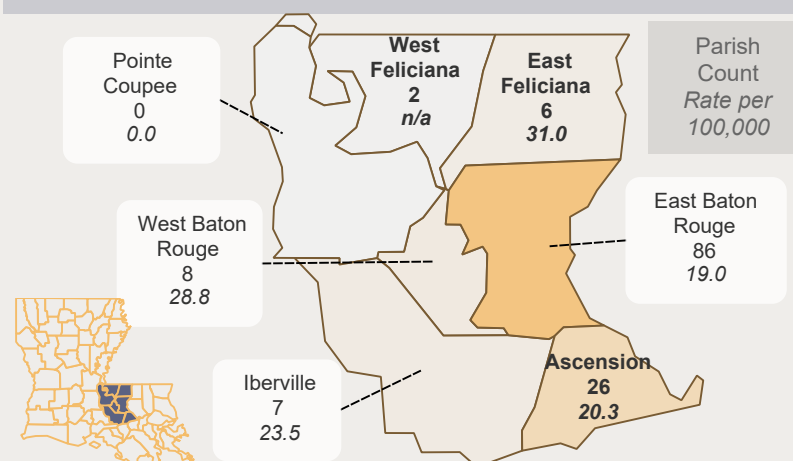 Pointe
Coupee
0
0.0
West
Feliciana
2
n/a
East
Feliciana
6
31.0
Parish
Count
Rate per
100,000
West Baton
Rouge
8
28.8
East Baton
Rouge
86
19.0
Iberville
7
23.5
Ascension
26
20.3